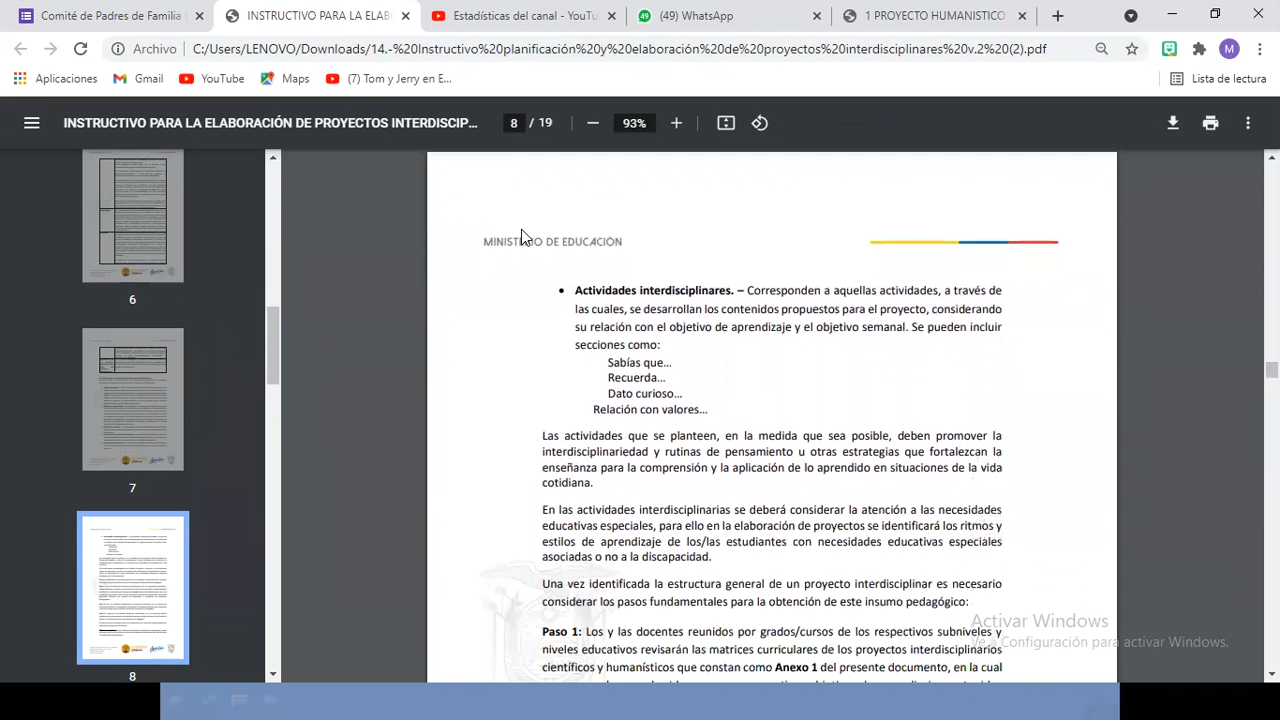 Comité de Padres de Familia
INSTRUCTIVO PARA LA ELAB
Estadísticas del canal - YouTu
(49) WhatsApp
1 PROYECTO HUMANISTICO
Archivo
C:/Users/LENOVO/Downloads/14.-%20Instructivo%20planificación%20y%20elaboración%20de%20proyectos%20interdisciplinares%20v.2%20(2).pdf
M
Aplicaciones
Gmail
YouTube
Maps
(7) Tom y Jerry en E...
Lista de lectura
INSTRUCTIVO PARA LA ELABORACIÓN DE PROYECTOS INTERDISCIP...
8 / 19
93%
6
7
8
MINISTERIO DE EDUCACIÓN
• Actividades interdisciplinares. – Corresponden a aquellas actividades, a través de
las cuales, se desarrollan los contenidos propuestos para el proyecto, considerando
su relación con el objetivo de aprendizaje y el objetivo semanal. Se pueden incluir
secciones como:
Sabías que...
Recuerda...
Dato curioso...
Relación con valores...
Las actividades que se planteen, en la medida que sea posible, deben promover la
interdisciplinariedad y rutinas de pensamiento u otras estrategias que fortalezcan la
enseñanza para la comprensión y la aplicación de lo aprendido en situaciones de la vida
cotidiana.
En las actividades interdisciplinarias se deberá considerar la atención a las necesidades
educativas especiales, para ello en la elaboración de proyectos se identificará los ritmos y
estilos de aprendizaje de los/las estudiantes con necesidades educativas especiales
asociadas o no a la discapacidad.
Una vez identificada la estructura general de un proyecto interdisciplinar es necesario
considerar los pasos fundamentales para la obtención de este insumo pedagógico:
Paso 1: Los y las docentes reunidos por grados/cursos de los respectivos subniveles y
niveles educativos revisarán las matrices curriculares de los proyectos interdisciplinarios
científicos y humanísticos que constan como Anexo 1 del presente documento, en la cual
Activar Windows
Ve a Configuración para activar Windows.